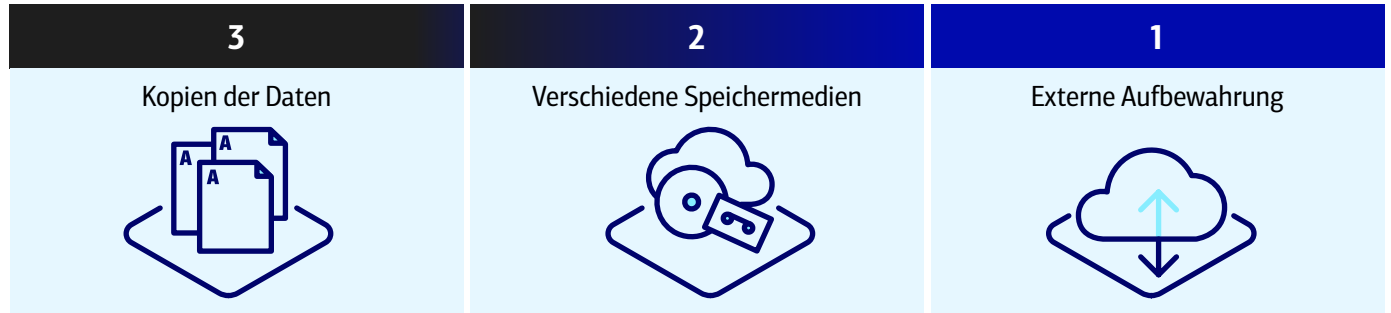 3
Kopien der Daten
A
A
A
2
Verschiedene Speichermedien
1
Externe Aufbewahrung